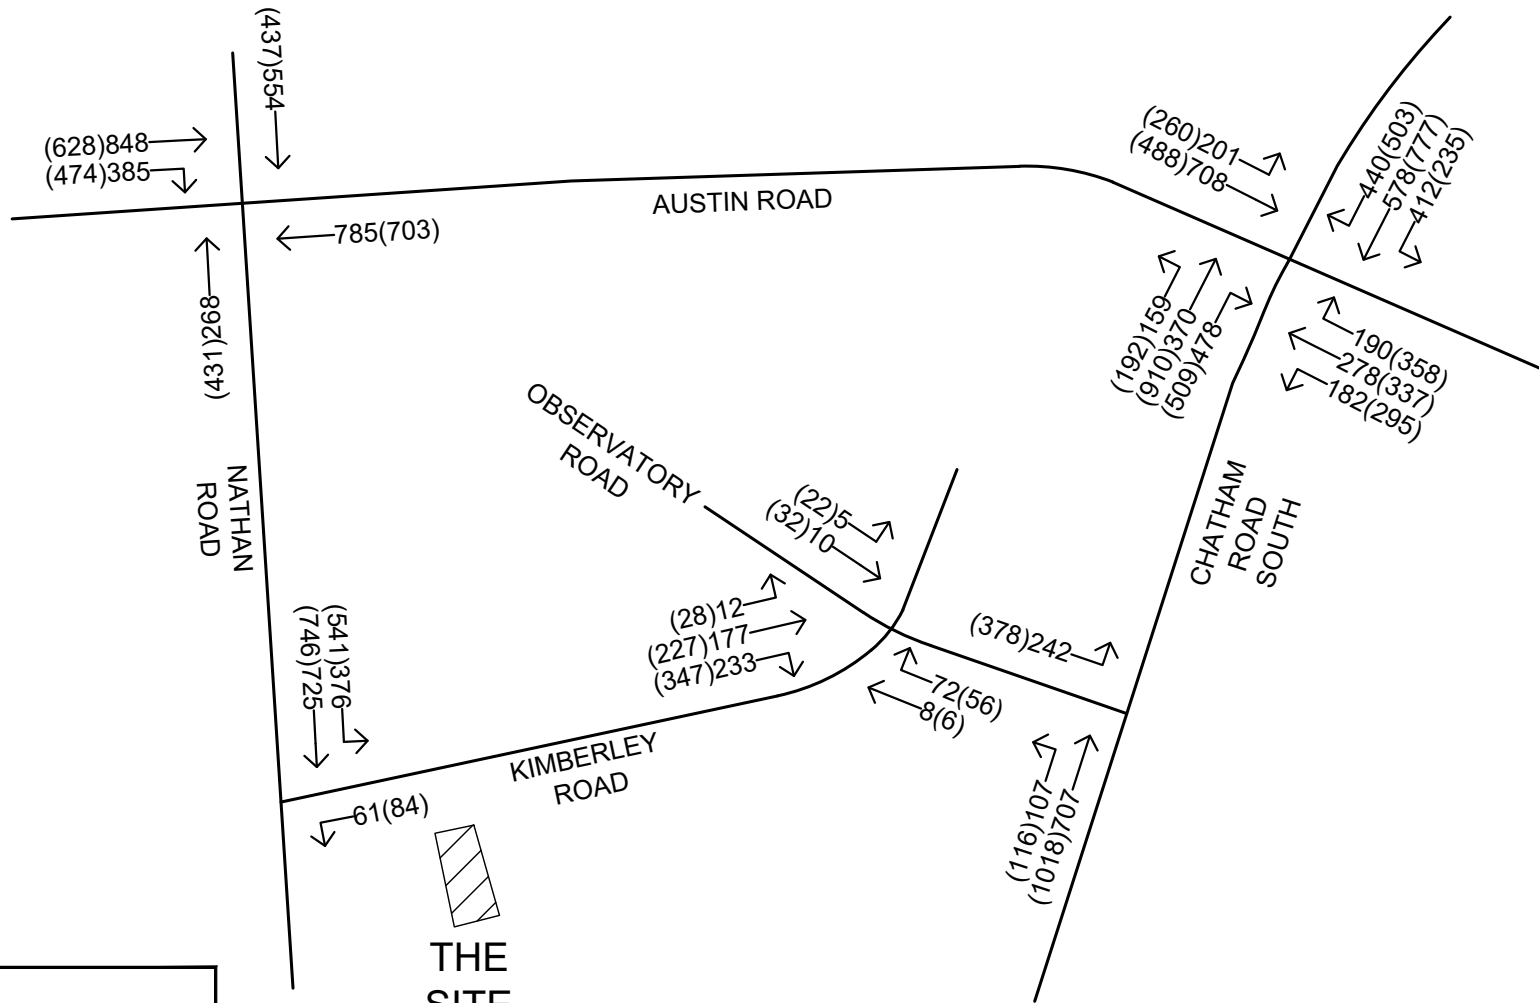 (437)554
(628)848
(474)385
785(703)
(431)268
AUSTIN ROAD
(260)201
(488)708
440(503)
578(777)
412(235)
(192)159
(910)370
(509)478
190(358)
278(337)
182(295)
NATHAN
ROAD
OBSERVATORY
ROAD
(22)5
(32)10
(28)12
(227)177
(347)233
72(56)
8(6)
(378)242
CHATHAM
ROAD
SOUTH
(541)376
(746)725
61(84)
KIMBERLEY
ROAD
(116)107
(1018)707
THE
SITE